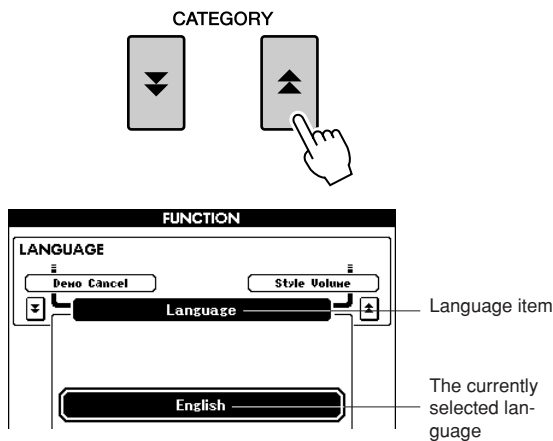 CATEGORY
FUNCTION
LANGUAGE
Demo Cancel
Style Volume
Language
Language item
English
The currently
selected lan-
guage